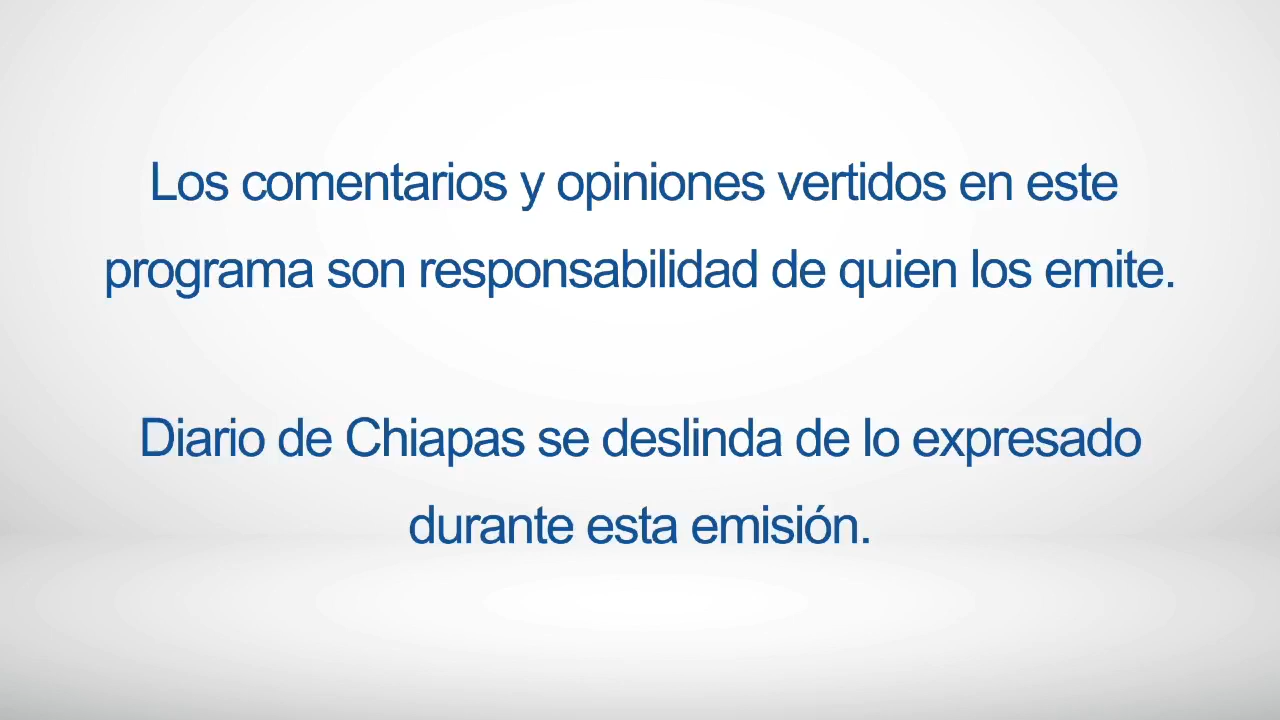 Los comentarios y opiniones vertidos en este
programa son responsabilidad de quien los emite.
Diario de Chiapas se deslinda de lo expresado
durante esta emisión.